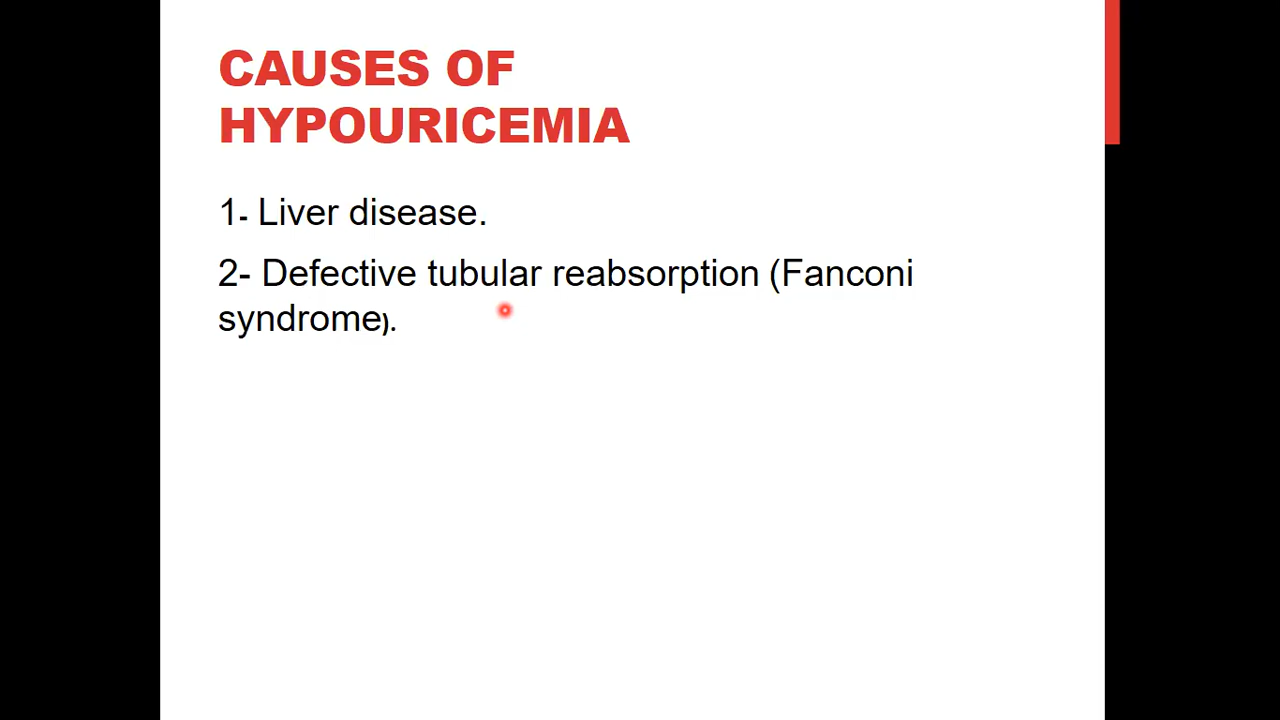 CAUSES OF
HYPOURICEMIA
1- Liver disease.
2- Defective tubular reabsorption (Fanconi
syndrome).